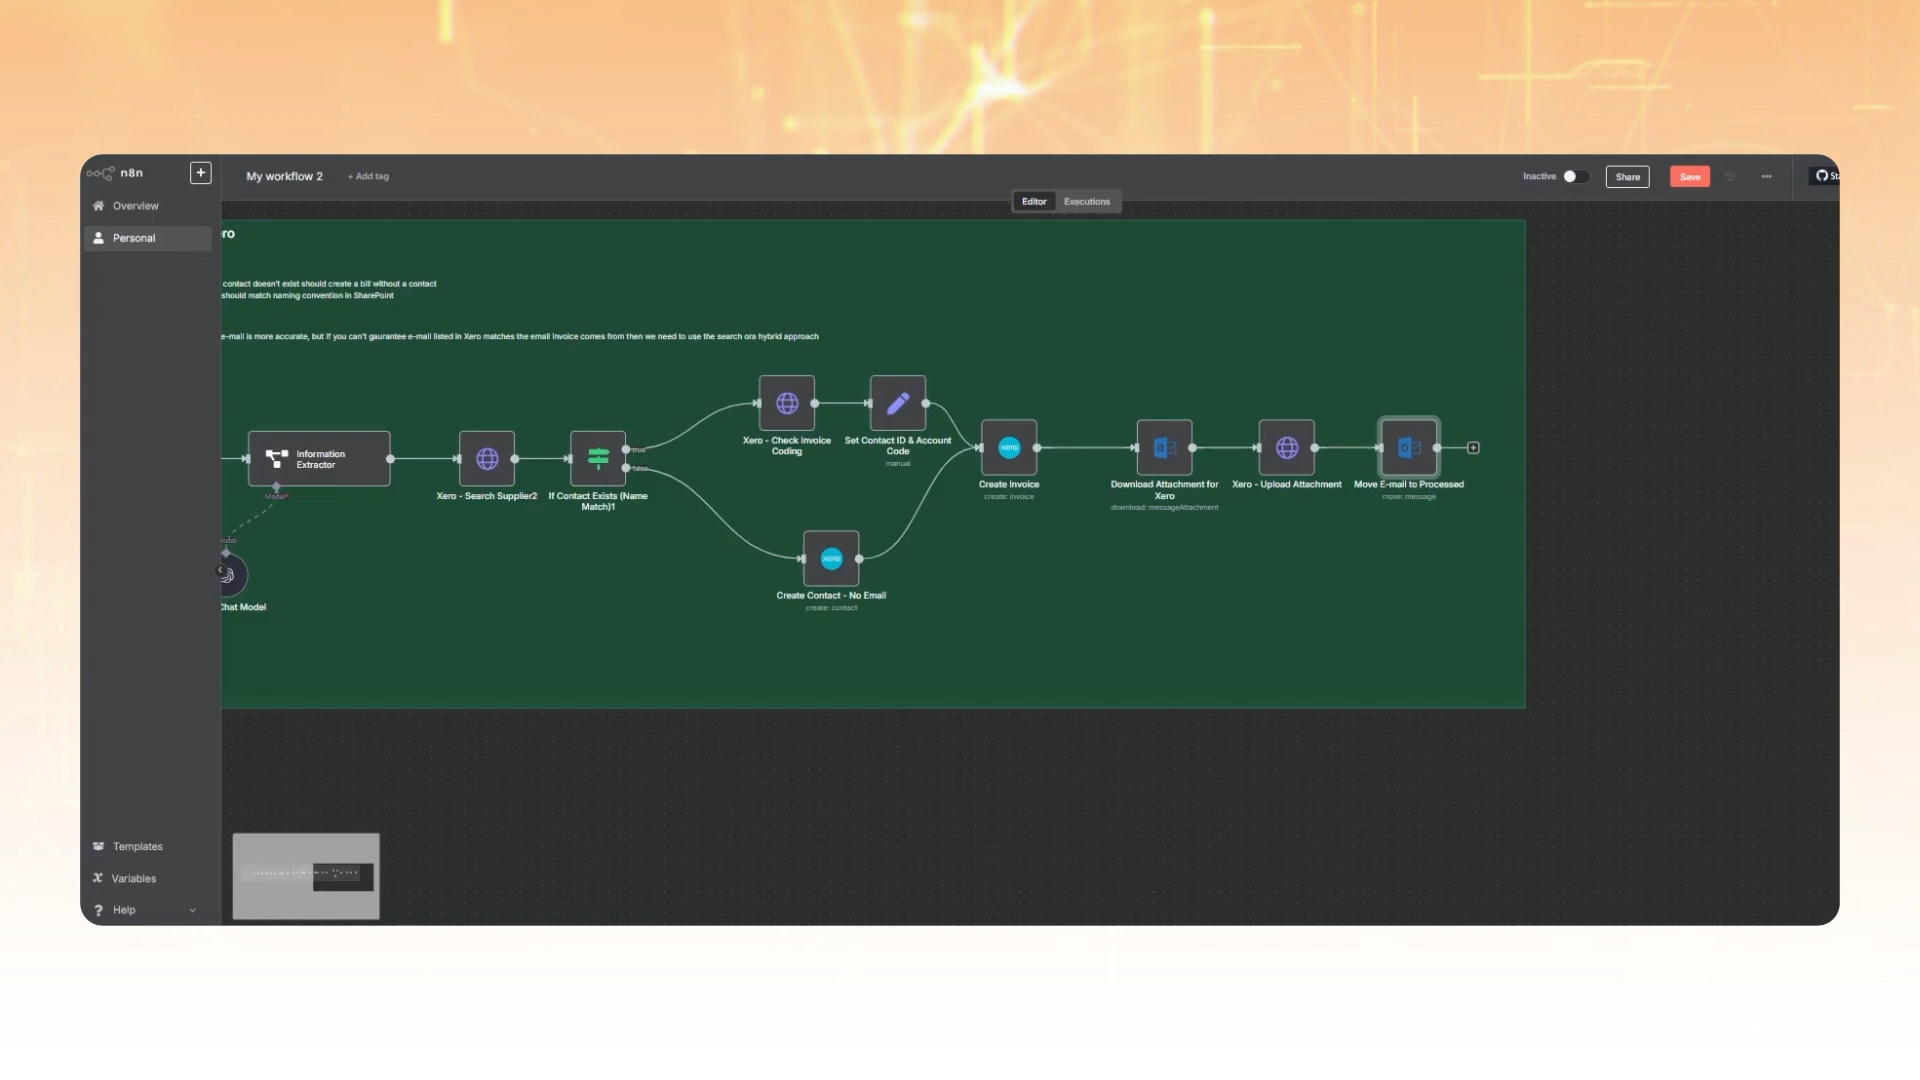 n8n
+
My workflow 2
+ Add tag
Inactive
Share
Save
Overview
Personal
Editor
Executions
ro
contact doesn't exist should create a bill without a contact
should match naming convention in SharePoint
e-mail is more accurate, but if you can't gaurantee e-mail listed in Xero matches the email invoice comes from then we need to use the search ora hybrid approach
Information
Extractor
Model*
Xero - Search Supplier2
If Contact Exists (Name
Match)1
true
false
Xero - Check Invoice
Coding
Set Contact ID & Account
Code
manual
xero
Create Invoice
create: invoice
Download Attachment for
Xero
download: messageAttachment
Xero - Upload Attachment
Move E-mail to Processed
move: message
xero
Create Contact - No Email
create: contact
Chat Model
Templates
Variables
Help